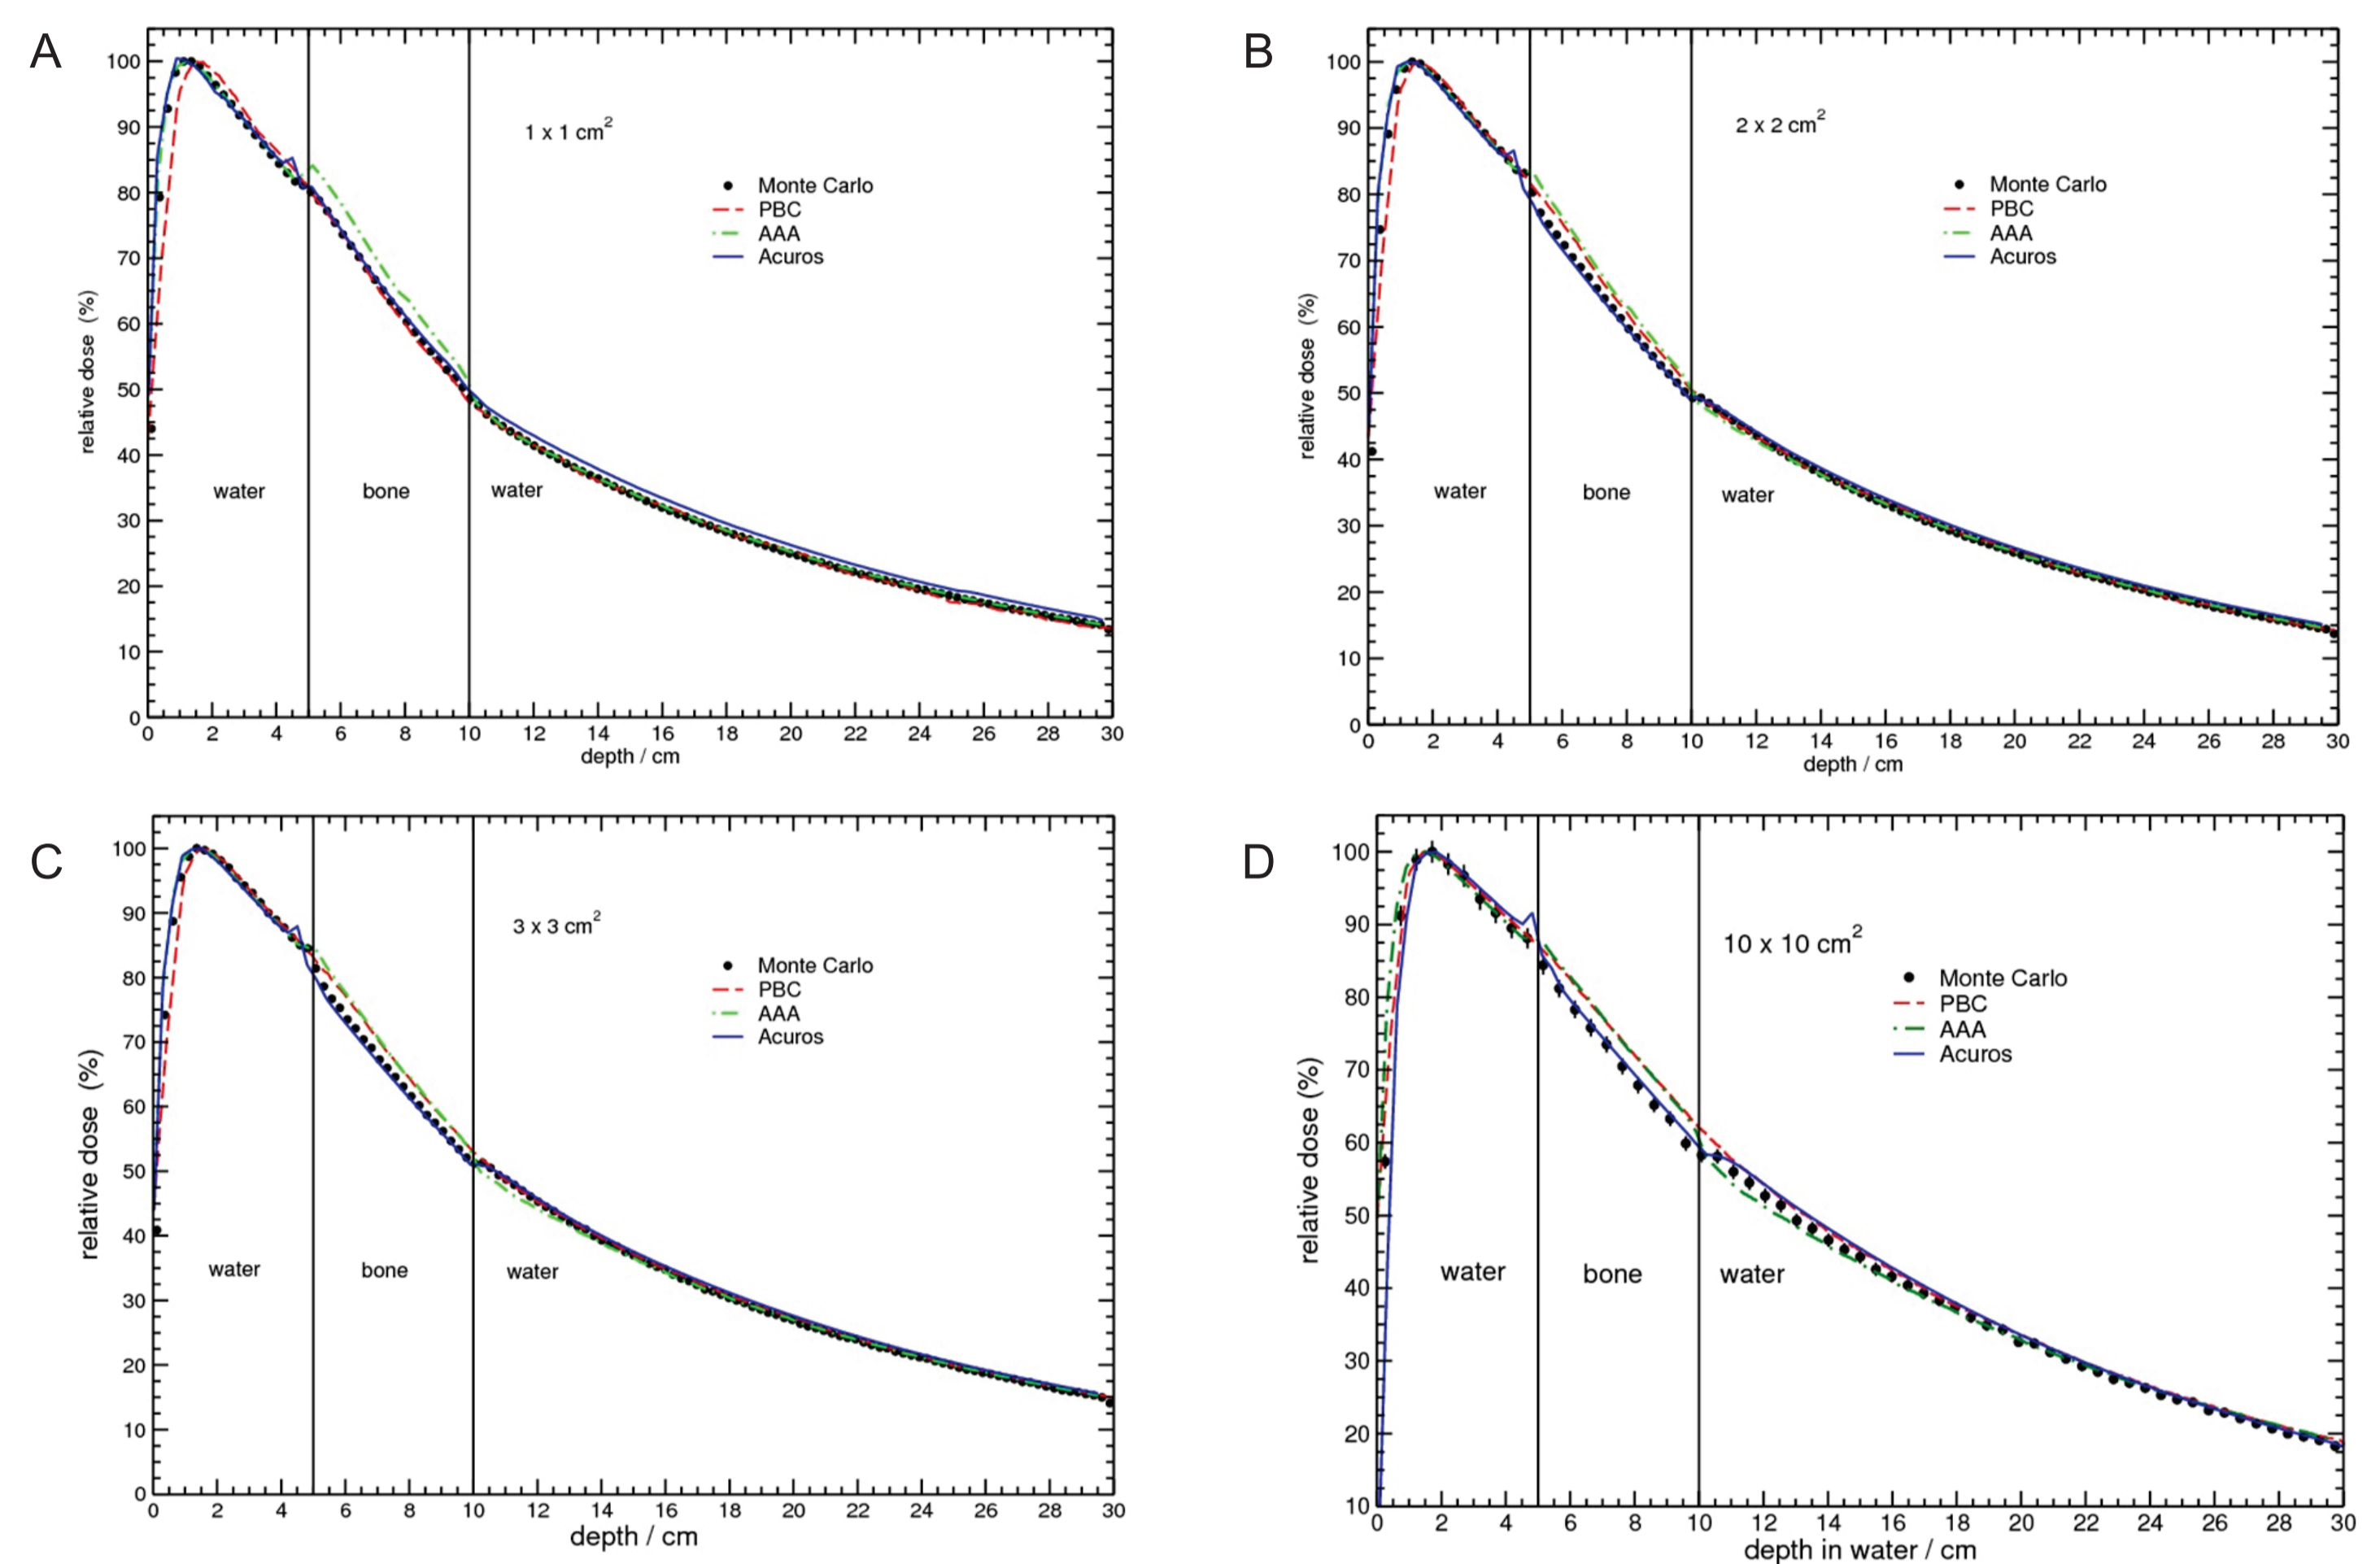 A
1 x 1 cm²
Monte Carlo
PBC
AAA
Acuros
relative dose (%)
100
90
80
70
60
50
40
30
20
10
0
water
bone
water
0 2 4 6 8 10 12 14 16 18 20 22 24 26 28 30
depth / cm
B
2 x 2 cm²
Monte Carlo
PBC
AAA
Acuros
relative dose (%)
100
90
80
70
60
50
40
30
20
10
0
water
bone
water
0 2 4 6 8 10 12 14 16 18 20 22 24 26 28 30
depth / cm
C
3 x 3 cm²
Monte Carlo
PBC
AAA
Acuros
relative dose (%)
100
90
80
70
60
50
40
30
20
10
0
water
bone
water
0 2 4 6 8 10 12 14 16 18 20 22 24 26 28 30
depth / cm
D
10 x 10 cm²
Monte Carlo
PBC
AAA
Acuros
relative dose (%)
100
90
80
70
60
50
40
30
20
10
water
bone
water
0 2 4 6 8 10 12 14 16 18 20 22 24 26 28 30
depth in water / cm